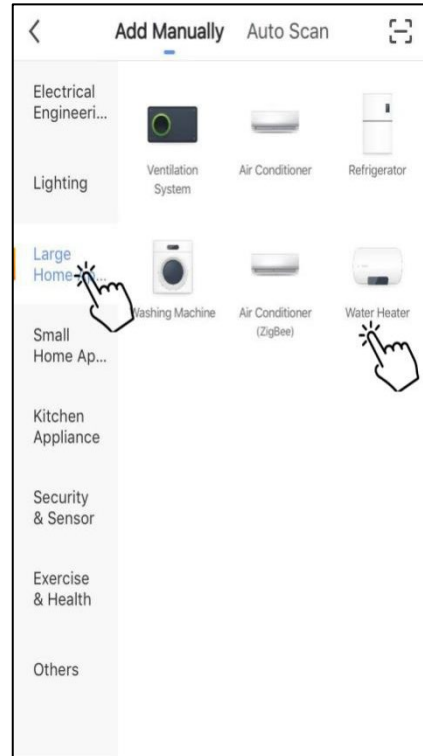 Add Manually Auto Scan
Electrical
Engineeri...
Lighting
Large
Home
Small
Home Ap...
Kitchen
Appliance
Security
& Sensor
Exercise
& Health
Others
Ventilation
System
Air Conditioner
Refrigerator
Washing Machine
Air Conditioner
(ZigBee)
Water Heater